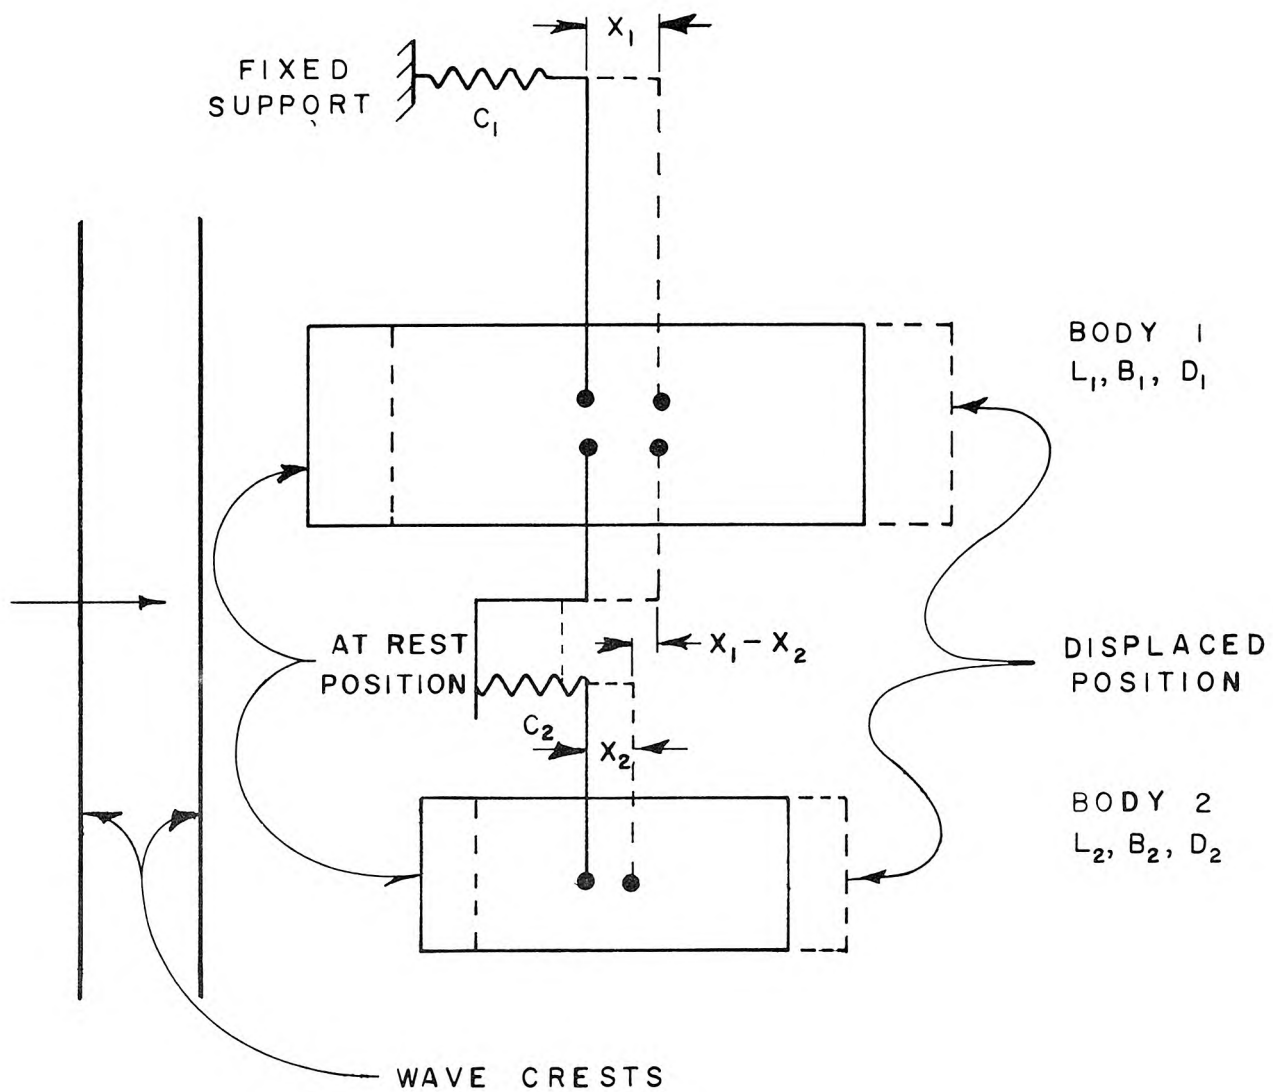 X₁
FIXED
SUPPORT
C₁
BODY 1
L₁, B₁, D₁
AT REST
POSITION
X₁ – X₂
DISPLACED
POSITION
C₂
X₂
BODY 2
L₂, B₂, D₂
WAVE CRESTS